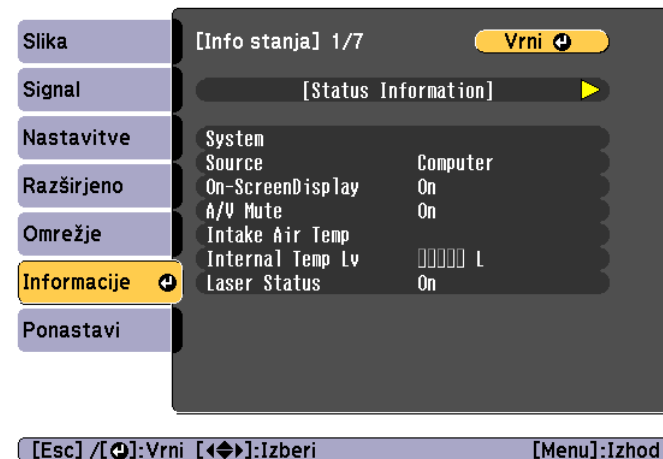 Slika
Signal
Nastavitve
Razširjeno
Omrežje
Informacije
Ponastavi
[Info stanja] 1/7
Vrni
[Status Information]
System
Source Computer
On-ScreenDisplay On
A/V Mute On
Intake Air Temp
Internal Temp Lv ▯▯▯▯▯ L
Laser Status On
[Esc] /[⏎]:Vrni [◂◆▸]:Izberi [Menu]:Izhod